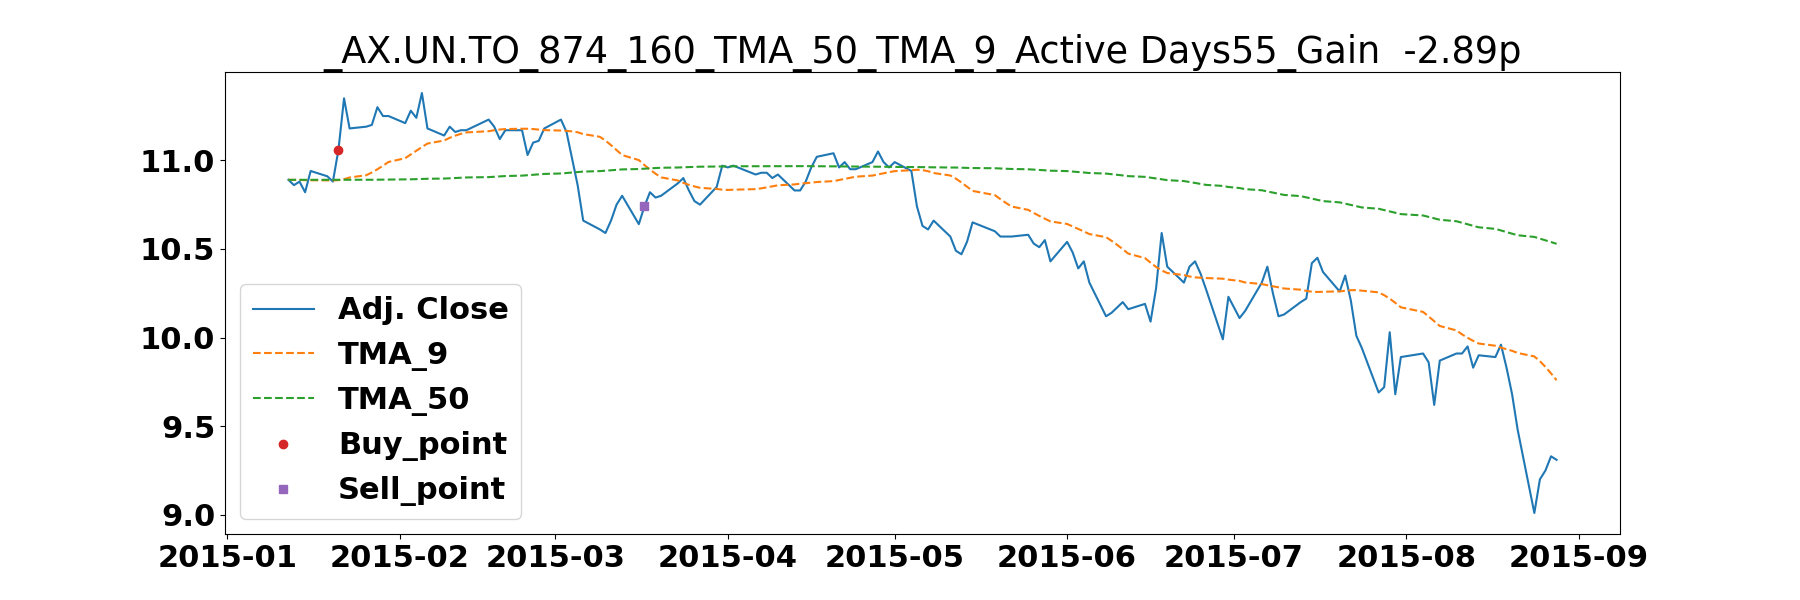 _AX.UN.TO_874_160_TMA_50_TMA_9_Active Days55_Gain  -2.89p
11.0
10.5
10.0
9.5
9.0
Adj. Close
TMA_9
TMA_50
Buy_point
Sell_point
2015-01 2015-02 2015-03 2015-04 2015-05 2015-06 2015-07 2015-08 2015-09